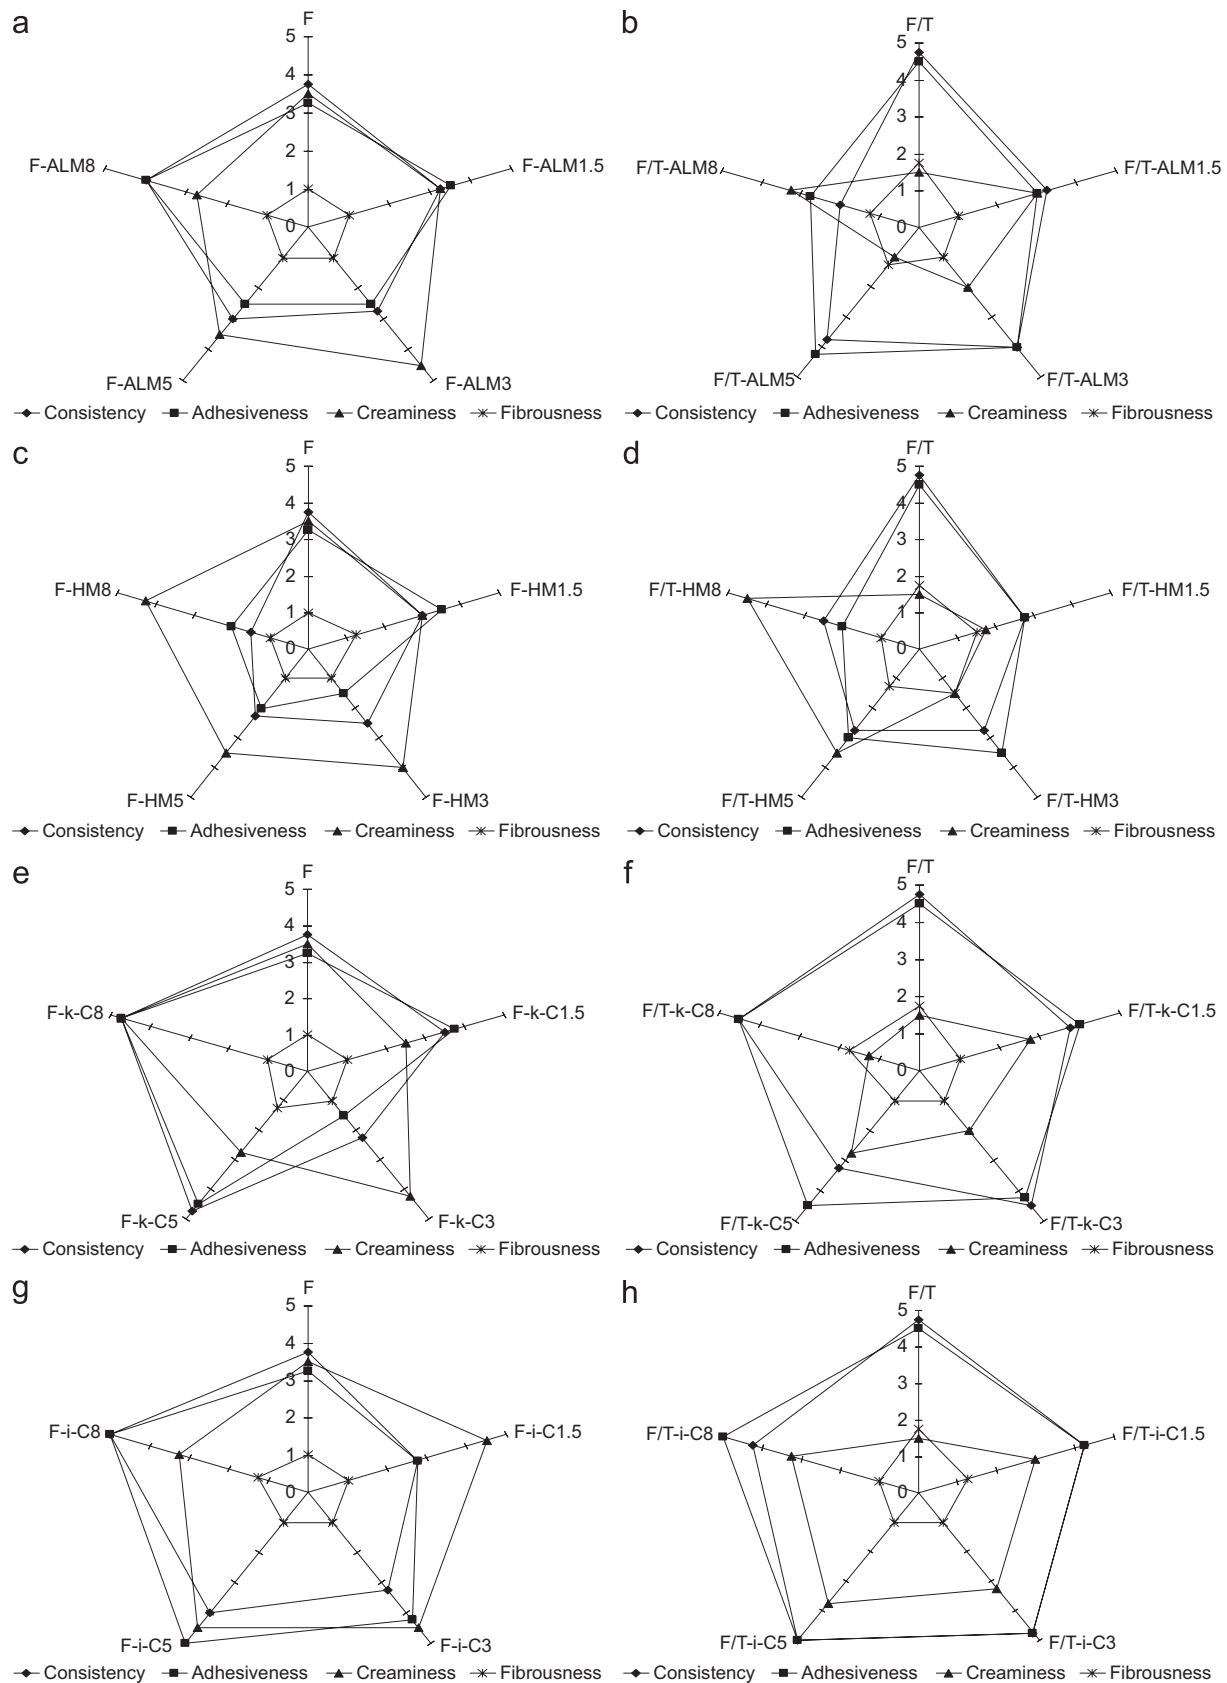 a
F
5
4
3
2
1
0
F-ALM8
F-ALM1.5
F-ALM5
F-ALM3
Consistency Adhesiveness Creaminess Fibrousness
b
F/T
5
4
3
2
1
0
F/T-ALM8
F/T-ALM1.5
F/T-ALM5
F/T-ALM3
Consistency Adhesiveness Creaminess Fibrousness
c
F
5
4
3
2
1
0
F-HM8
F-HM1.5
F-HM5
F-HM3
Consistency Adhesiveness Creaminess Fibrousness
d
F/T
5
4
3
2
1
0
F/T-HM8
F/T-HM1.5
F/T-HM5
F/T-HM3
Consistency Adhesiveness Creaminess Fibrousness
e
F
5
4
3
2
1
0
F-k-C8
F-k-C1.5
F-k-C5
F-k-C3
Consistency Adhesiveness Creaminess Fibrousness
f
F/T
5
4
3
2
1
0
F/T-k-C8
F/T-k-C1.5
F/T-k-C5
F/T-k-C3
Consistency Adhesiveness Creaminess Fibrousness
g
F
5
4
3
2
1
0
F-i-C8
F-i-C1.5
F-i-C5
F-i-C3
Consistency Adhesiveness Creaminess Fibrousness
h
F/T
5
4
3
2
1
0
F/T-i-C8
F/T-i-C1.5
F/T-i-C5
F/T-i-C3
Consistency Adhesiveness Creaminess Fibrousness